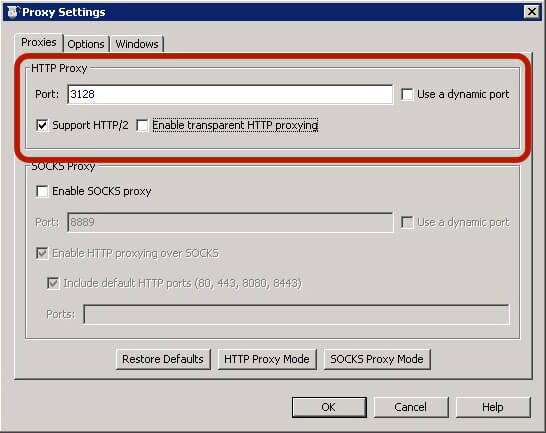 Proxy Settings
Proxies Options Windows
HTTP Proxy
Port: 3128 Use a dynamic port
Support HTTP/2 Enable transparent HTTP proxying
SOCKS Proxy
Enable SOCKS proxy
Port: 8889 Use a dynamic port
Enable HTTP proxying over SOCKS
Include default HTTP ports (80, 443, 8080, 8443)
Ports:
Restore Defaults HTTP Proxy Mode SOCKS Proxy Mode
OK Cancel Help